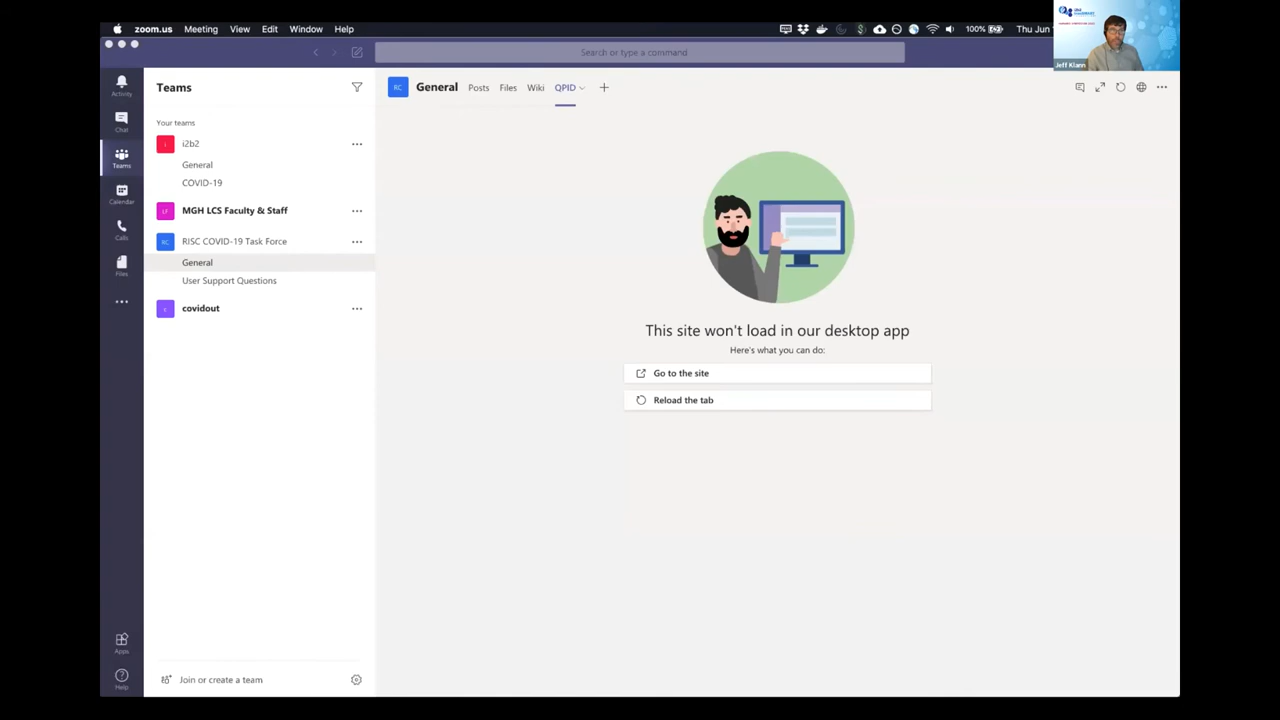 zoom.us Meeting View Edit Window Help
100%
Thu Jun
Jeff Klann
Search or type a command
Activity
Chat
Teams
Calendar
Calls
Files
Apps
Help
Teams
Your teams
i2b2
General
COVID-19
LF MGH LCS Faculty & Staff
RC RISC COVID-19 Task Force
General
User Support Questions
covidout
Join or create a team
RC General Posts Files Wiki QPID
This site won't load in our desktop app
Here's what you can do:
Go to the site
Reload the tab